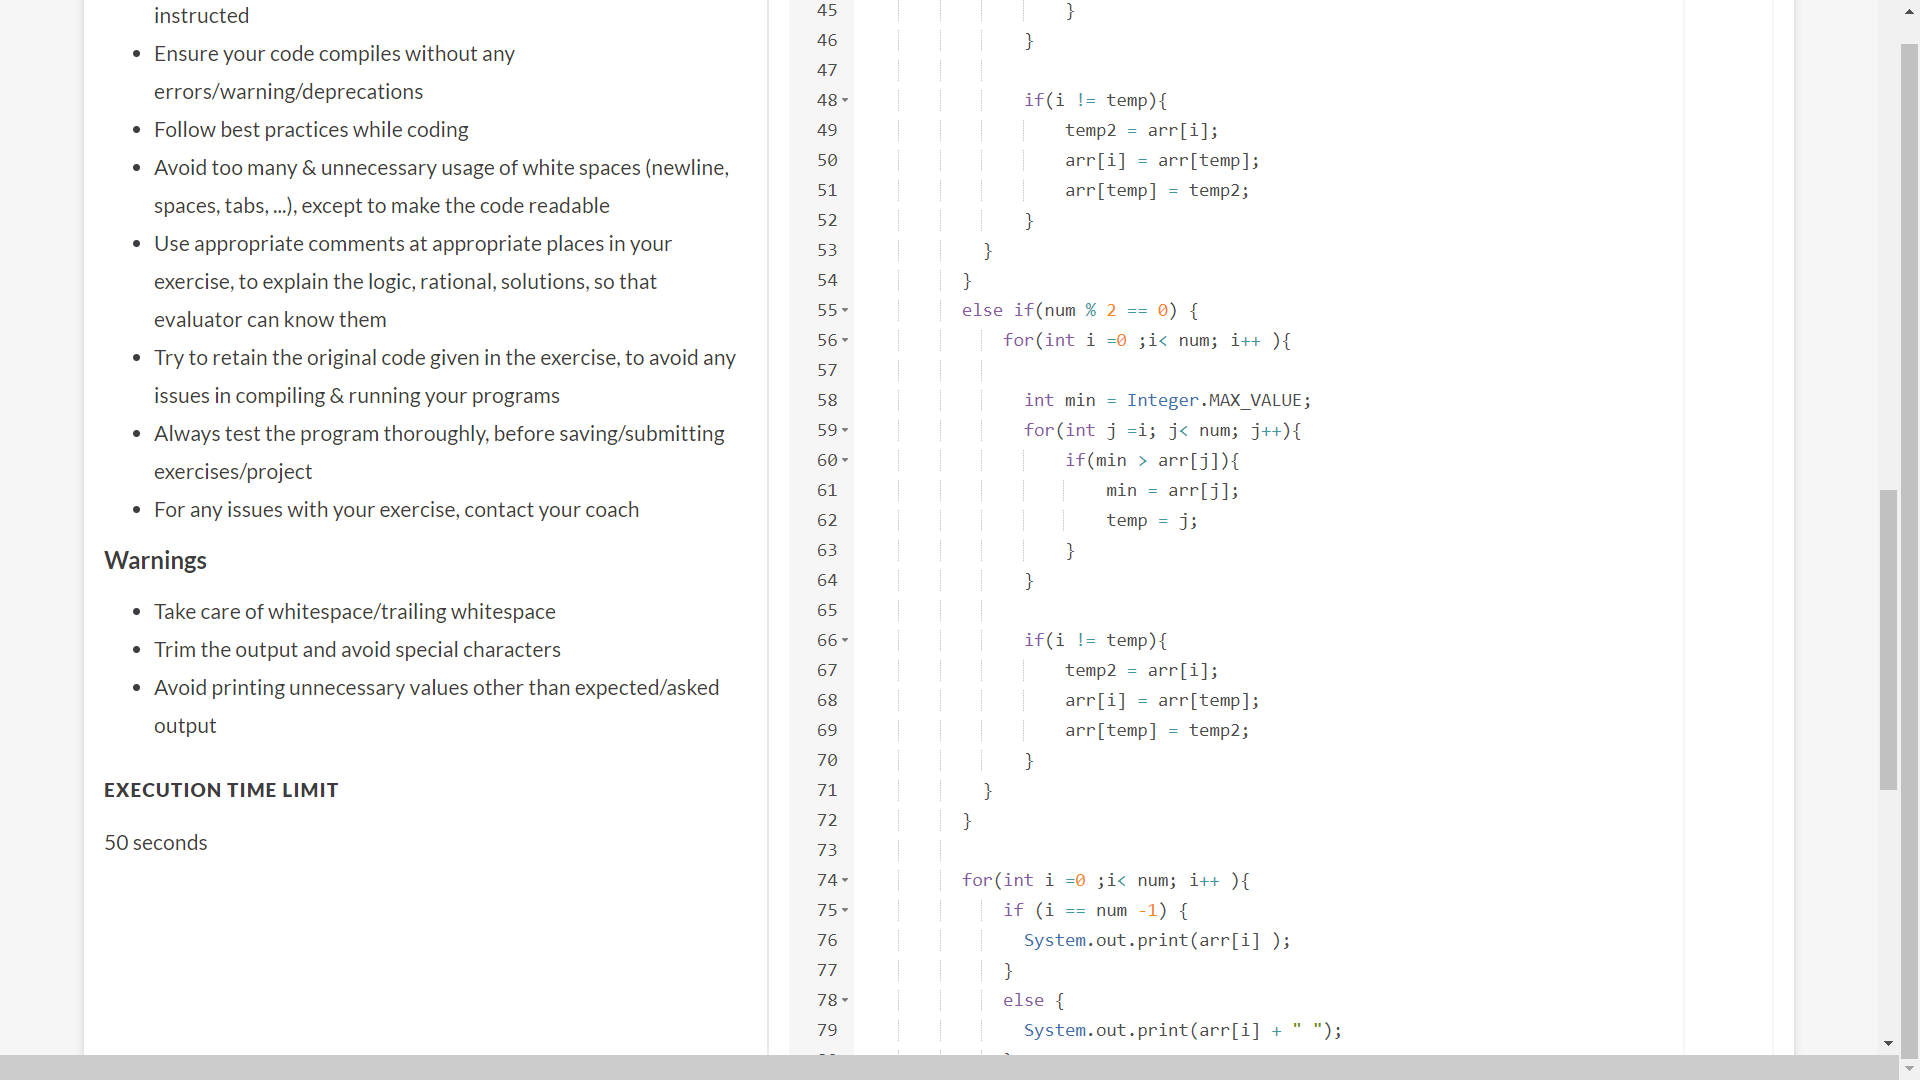 instructed
• Ensure your code compiles without any
errors/warning/deprecations
• Follow best practices while coding
• Avoid too many & unnecessary usage of white spaces (newline,
spaces, tabs, ...), except to make the code readable
• Use appropriate comments at appropriate places in your
exercise, to explain the logic, rational, solutions, so that
evaluator can know them
• Try to retain the original code given in the exercise, to avoid any
issues in compiling & running your programs
• Always test the program thoroughly, before saving/submitting
exercises/project
• For any issues with your exercise, contact your coach
Warnings
• Take care of whitespace/trailing whitespace
• Trim the output and avoid special characters
• Avoid printing unnecessary values other than expected/asked
output
EXECUTION TIME LIMIT
50 seconds
45 }
46 }
47
48 if(i != temp){
49 temp2 = arr[i];
50 arr[i] = arr[temp];
51 arr[temp] = temp2;
52 }
53 }
54 }
55 else if(num % 2 == 0) {
56 for(int i =0 ;i< num; i++ ){
57
58 int min = Integer.MAX_VALUE;
59 for(int j =i; j< num; j++){
60 if(min > arr[j]){
61 min = arr[j];
62 temp = j;
63 }
64 }
65
66 if(i != temp){
67 temp2 = arr[i];
68 arr[i] = arr[temp];
69 arr[temp] = temp2;
70 }
71 }
72 }
73
74 for(int i =0 ;i< num; i++ ){
75 if (i == num -1) {
76 System.out.print(arr[i] );
77 }
78 else {
79 System.out.print(arr[i] + " ");